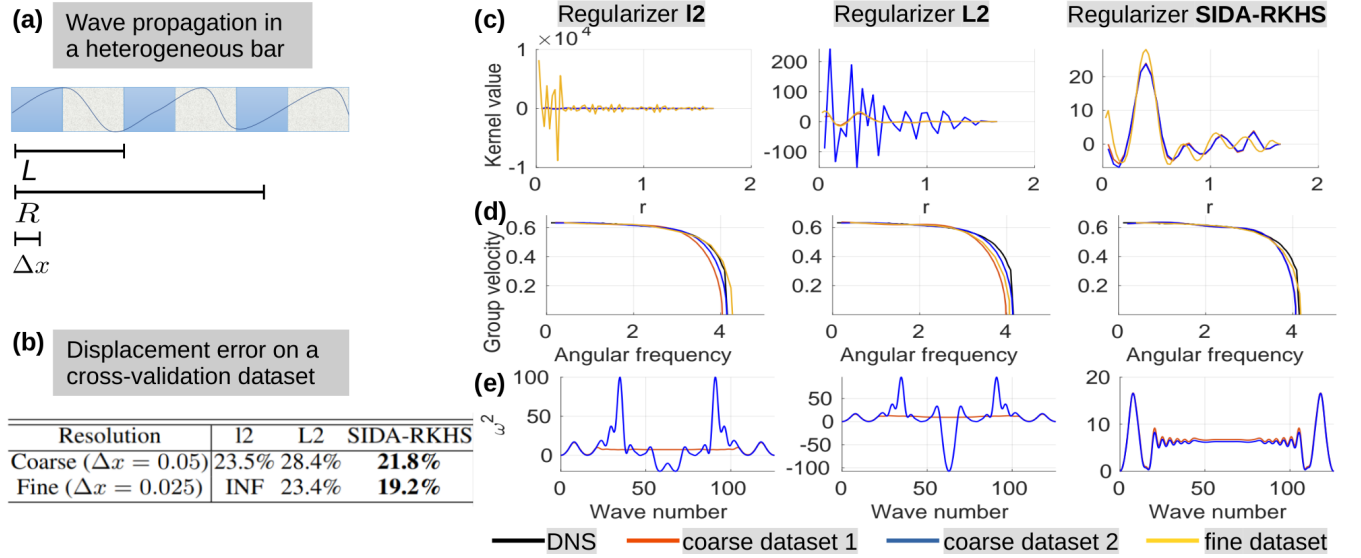 (a)
Wave propagation in
a heterogeneous bar
L
R
Δx
(b)
Displacement error on a
cross-validation dataset
Resolution l2 L2 SIDA-RKHS
Coarse (Δx = 0.05) 23.5% 28.4% 21.8%
Fine (Δx = 0.025) INF 23.4% 19.2%
(c)
Regularizer l2
Regularizer L2
Regularizer SIDA-RKHS
×10⁴
Kernel value
1
0
-1
0 1 2
r
200
100
0
-100
0 1 2
r
20
10
0
0 1 2
r
(d)
Group velocity
0.6
0.4
0.2
0 2 4
Angular frequency
0.6
0.4
0.2
0 2 4
Angular frequency
0.6
0.4
0.2
0 2 4
Angular frequency
(e)
ω²
100
50
0
0 50 100
Wave number
50
0
-50
-100
0 50 100
Wave number
20
10
0
0 50 100
Wave number
DNS coarse dataset 1 coarse dataset 2 fine dataset